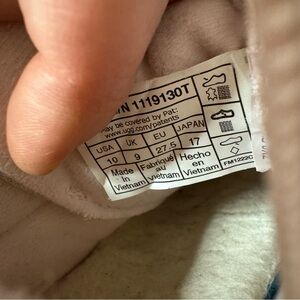 1119130T
may be covered by Pat:
www.ugg.com/patents
USA UK EU JAPAN
10 9 27.5 17
Made in Vietnam
Fabriqué au Vietnam
Hecho en Vietnam
FM1222C